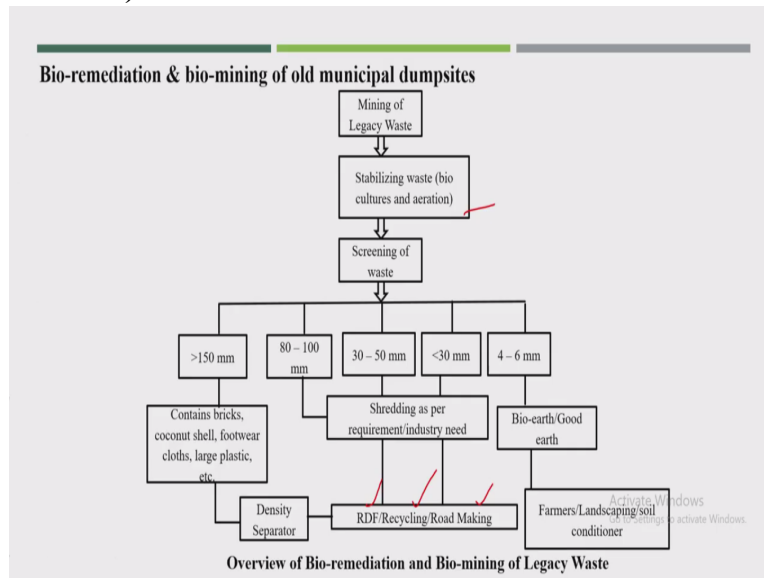 Bio-remediation & bio-mining of old municipal dumpsites
Mining of
Legacy Waste
Stabilizing waste (bio
cultures and aeration)
Screening of
waste
>150 mm
80 – 100
mm
30 – 50 mm
<30 mm
4 – 6 mm
Contains bricks,
coconut shell, footwear
cloths, large plastic,
etc.
Shredding as per
requirement/industry need
Bio-earth/Good
earth
Density
Separator
RDF/Recycling/Road Making
Farmers/Landscaping/soil
conditioner
Activate Windows
Go to Settings to activate Windows.
Overview of Bio-remediation and Bio-mining of Legacy Waste